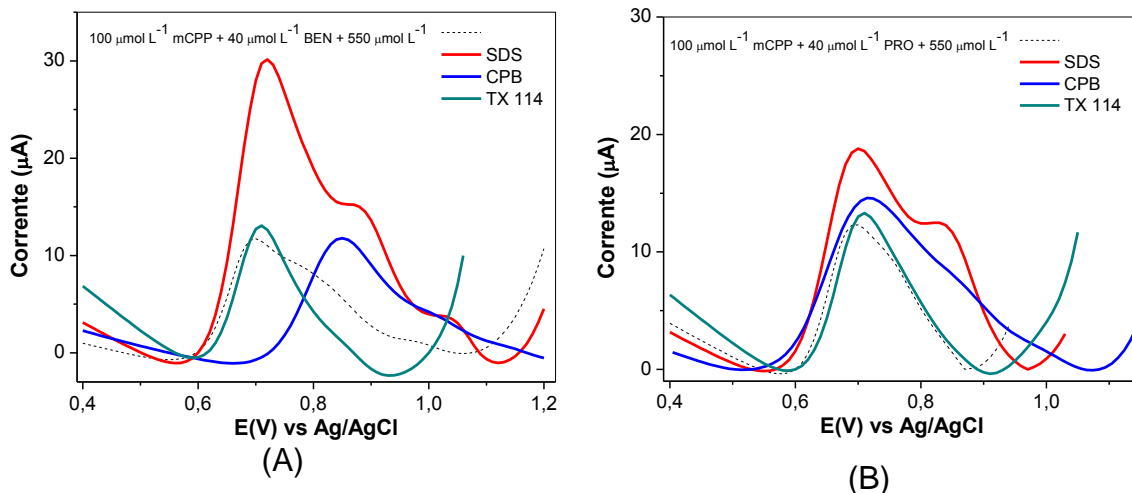 100 μmol L⁻¹ mCPP + 40 μmol L⁻¹ BEN + 550 μmol L⁻¹
SDS
CPB
TX 114
Corrente (μA)
30
20
10
0
0,4
0,6
0,8
1,0
1,2
E(V) vs Ag/AgCl
(A)
100 μmol L⁻¹ mCPP + 40 μmol L⁻¹ PRO + 550 μmol L⁻¹
SDS
CPB
TX 114
Corrente (μA)
30
20
10
0
0,4
0,6
0,8
1,0
E(V) vs Ag/AgCl
(B)